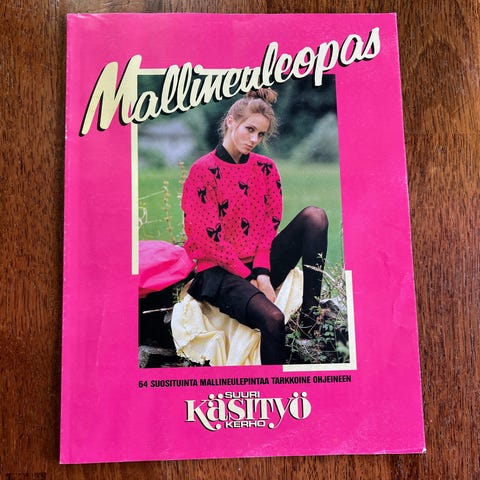 Mallineuleopas
64 SUOSITUINTA MALLINEULEPINTAA TARKKOINE OHJEINEEN
SUURI
KÄSITYÖ
KERHO